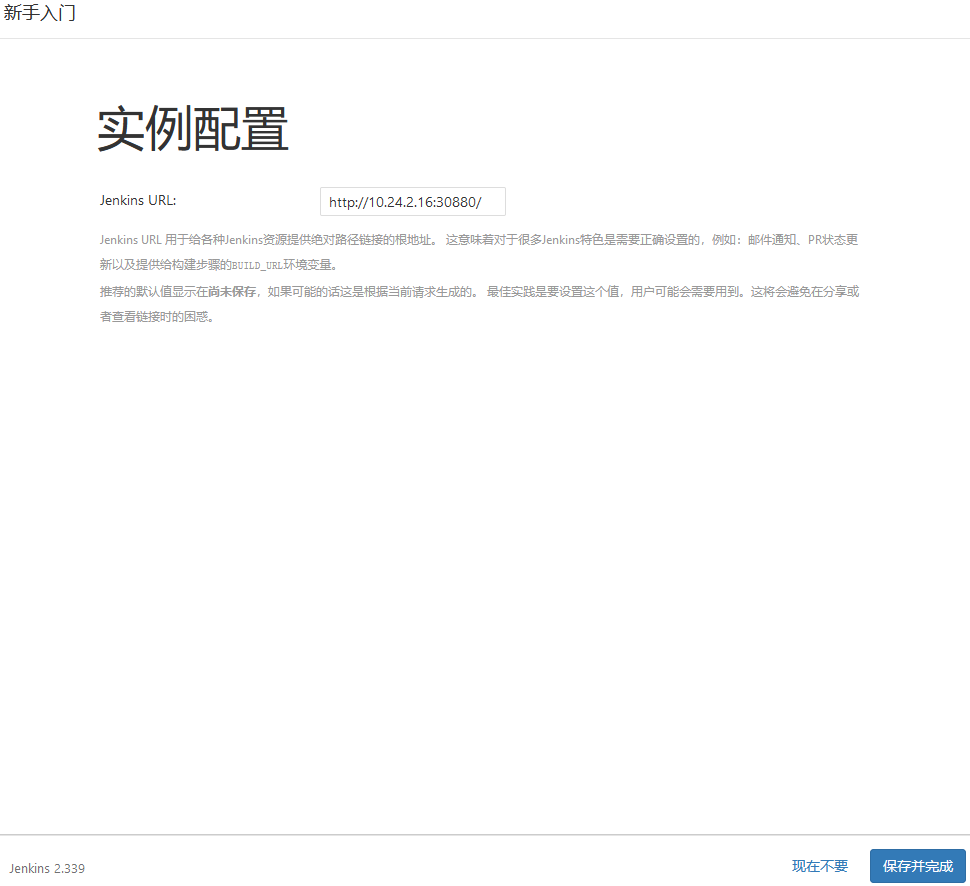 新手入门
实例配置
Jenkins URL: http://10.24.2.16:30880/
Jenkins URL 用于给各种Jenkins资源提供绝对路径链接的根地址。 这意味着对于很多Jenkins特色是需要正确设置的，例如：邮件通知、PR状态更
新以及提供给构建步骤的BUILD_URL环境变量。
推荐的默认值显示在尚未保存，如果可能的话这是根据当前请求生成的。 最佳实践是要设置这个值，用户可能会需要用到。这将会避免在分享或
者查看链接时的困惑。
Jenkins 2.339 现在不要 保存并完成